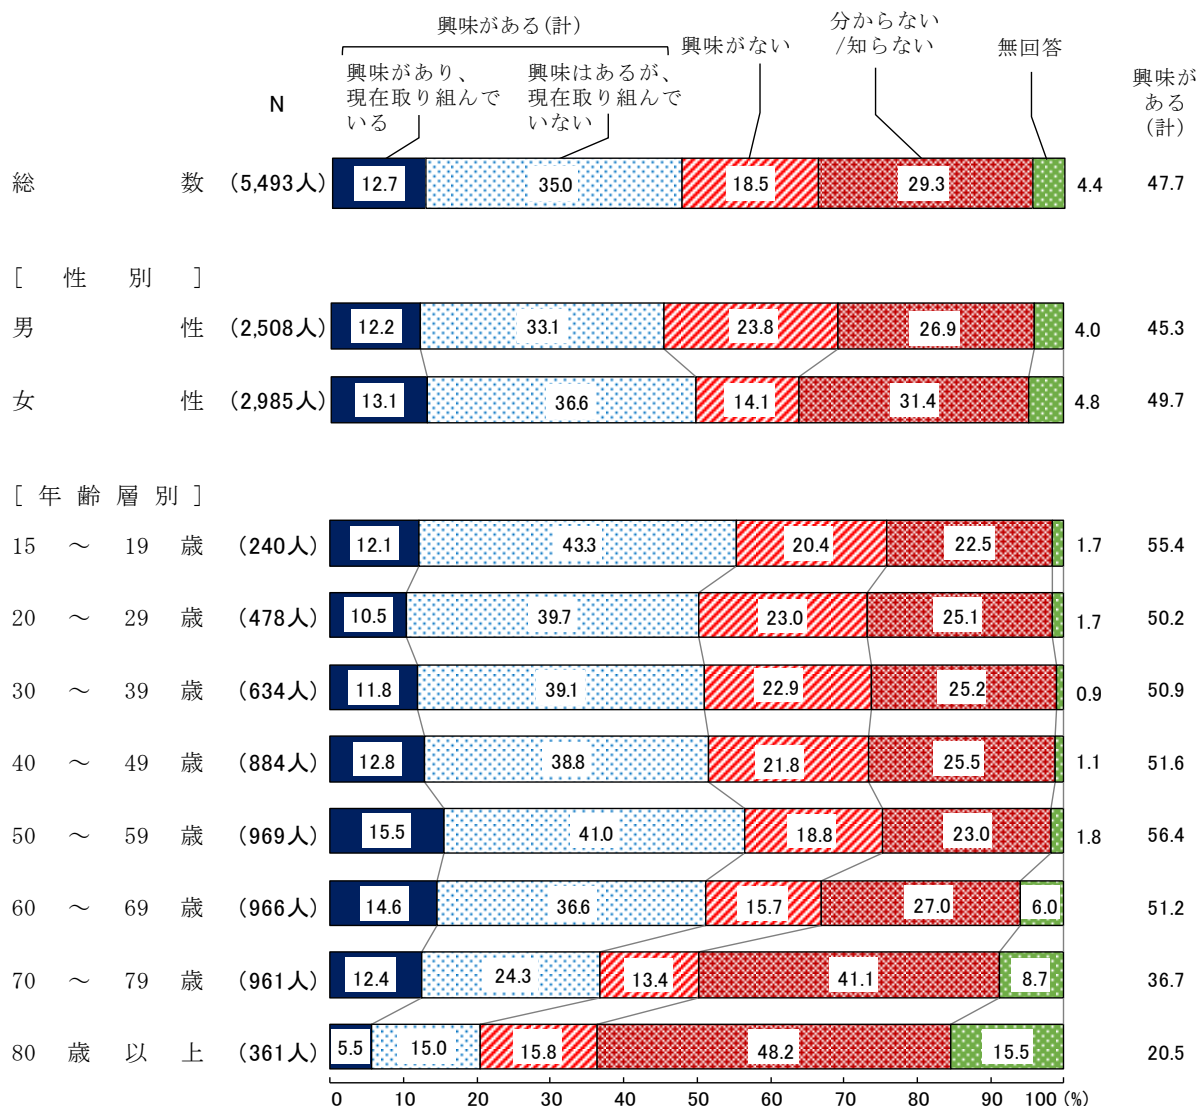 興味がある(計)
興味があり、
現在取り組んで
いる
興味はあるが、
現在取り組んで
いない
興味がない
分からない
/知らない
無回答
興味が
ある
(計)
N
総数 (5,493人) 12.7 35.0 18.5 29.3 4.4 47.7
[性別]
男性 (2,508人) 12.2 33.1 23.8 26.9 4.0 45.3
女性 (2,985人) 13.1 36.6 14.1 31.4 4.8 49.7
[年齢層別]
15 ～ 19 歳 (240人) 12.1 43.3 20.4 22.5 1.7 55.4
20 ～ 29 歳 (478人) 10.5 39.7 23.0 25.1 1.7 50.2
30 ～ 39 歳 (634人) 11.8 39.1 22.9 25.2 0.9 50.9
40 ～ 49 歳 (884人) 12.8 38.8 21.8 25.5 1.1 51.6
50 ～ 59 歳 (969人) 15.5 41.0 18.8 23.0 1.8 56.4
60 ～ 69 歳 (966人) 14.6 36.6 15.7 27.0 6.0 51.2
70 ～ 79 歳 (961人) 12.4 24.3 13.4 41.1 8.7 36.7
80 歳以上 (361人) 5.5 15.0 15.8 48.2 15.5 20.5
0 10 20 30 40 50 60 70 80 90 100 (%)